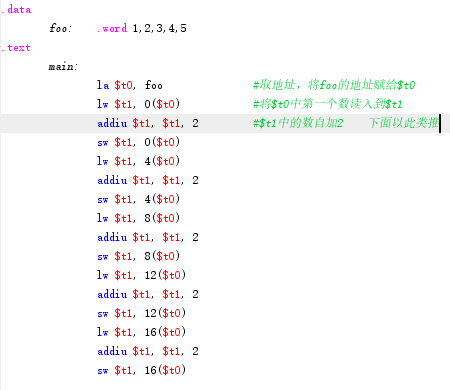 .data
foo: .word 1,2,3,4,5
.text
main:
la $t0, foo #取地址，将foo的地址赋给$t0
lw $t1, 0($t0) #将$t0中第一个数读入到$t1
addiu $t1, $t1, 2 #$t1中的数自加2 下面以此类推
sw $t1, 0($t0)
lw $t1, 4($t0)
addiu $t1, $t1, 2
sw $t1, 4($t0)
lw $t1, 8($t0)
addiu $t1, $t1, 2
sw $t1, 8($t0)
lw $t1, 12($t0)
addiu $t1, $t1, 2
sw $t1, 12($t0)
lw $t1, 16($t0)
addiu $t1, $t1, 2
sw $t1, 16($t0)